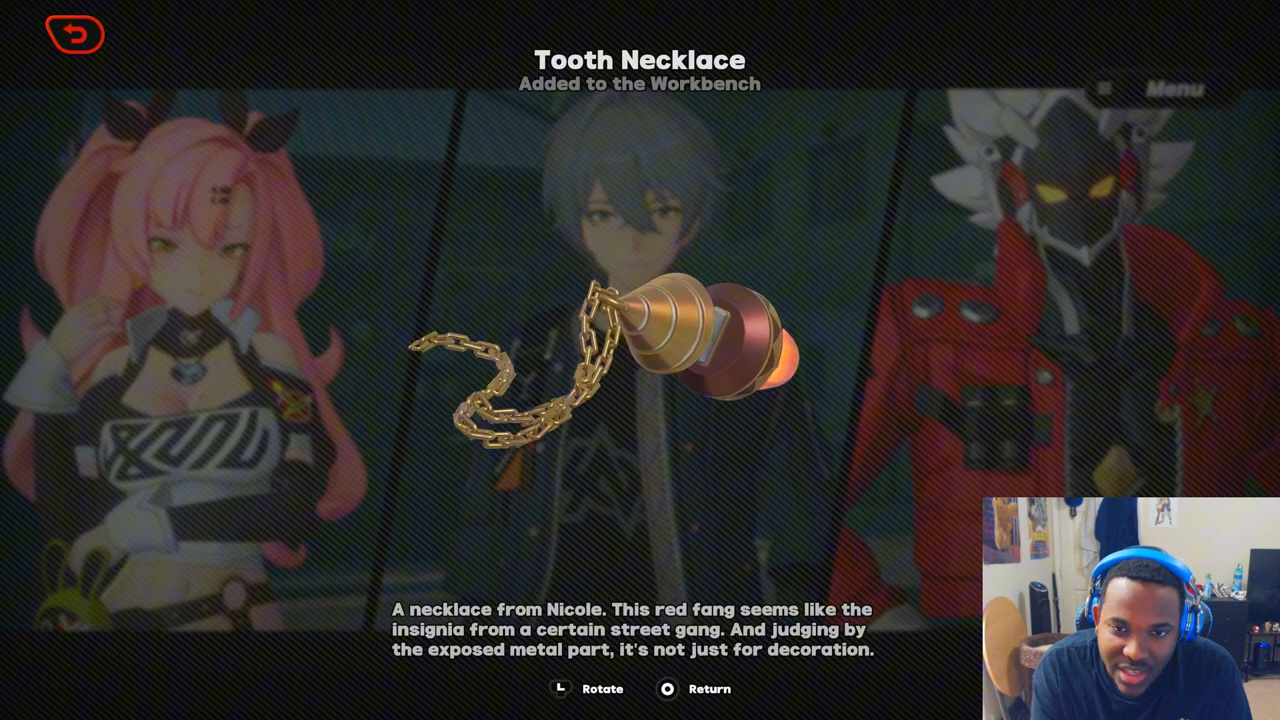 Tooth Necklace
Added to the Workbench
Menu
A necklace from Nicole. This red fang seems like the
insignia from a certain street gang. And judging by
the exposed metal part, it's not just for decoration.
L Rotate Return